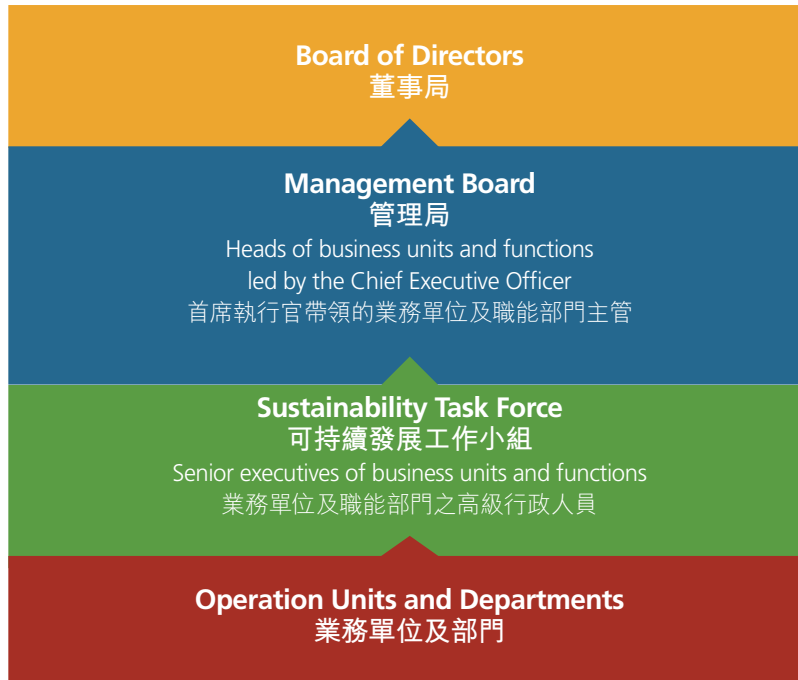 Board of Directors
董事局
Management Board
管理局
Heads of business units and functions
led by the Chief Executive Officer
首席執行官帶領的業務單位及職能部門主管
Sustainability Task Force
可持續發展工作小組
Senior executives of business units and functions
業務單位及職能部門之高級行政人員
Operation Units and Departments
業務單位及部門